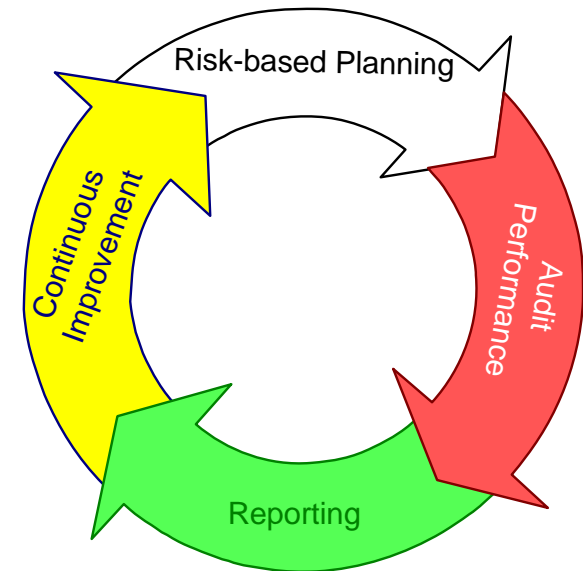 Risk-based Planning
Audit
Performance
Reporting
Continuous
Improvement